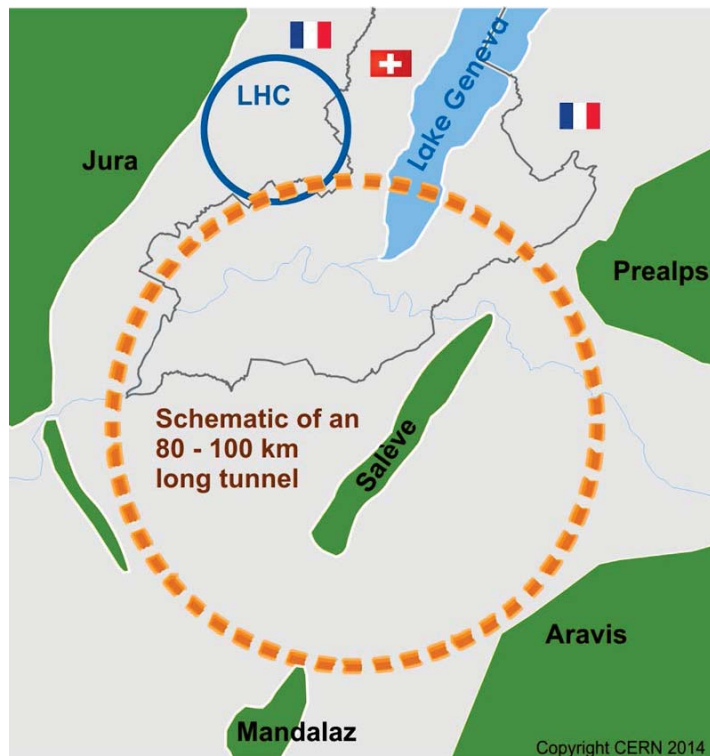 LHC
Lake Geneva
Jura
Prealps
Schematic of an
80 - 100 km
long tunnel
Salève
Aravis
Mandalaz
Copyright CERN 2014